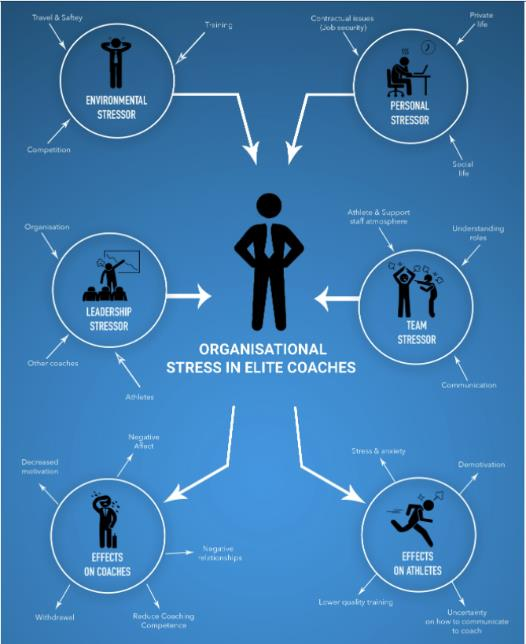 Travel & Saftey
Training
ENVIRONMENTAL
STRESSOR
Competition
Contractual issues
(Job security)
Private
life
PERSONAL
STRESSOR
Social
life
Organisation
LEADERSHIP
STRESSOR
Other coaches
Athletes
Athlete & Support
staff atmosphere
Understanding
roles
TEAM
STRESSOR
Communication
ORGANISATIONAL
STRESS IN ELITE COACHES
Negative
Affect
Decreased
motivation
EFFECTS
ON COACHES
Negative
relationships
Withdrawal
Reduce Coaching
Competence
Stress & anxiety
Demotivation
EFFECTS
ON ATHLETES
Lower quality training
Uncertainty
on how to communicate
to coach